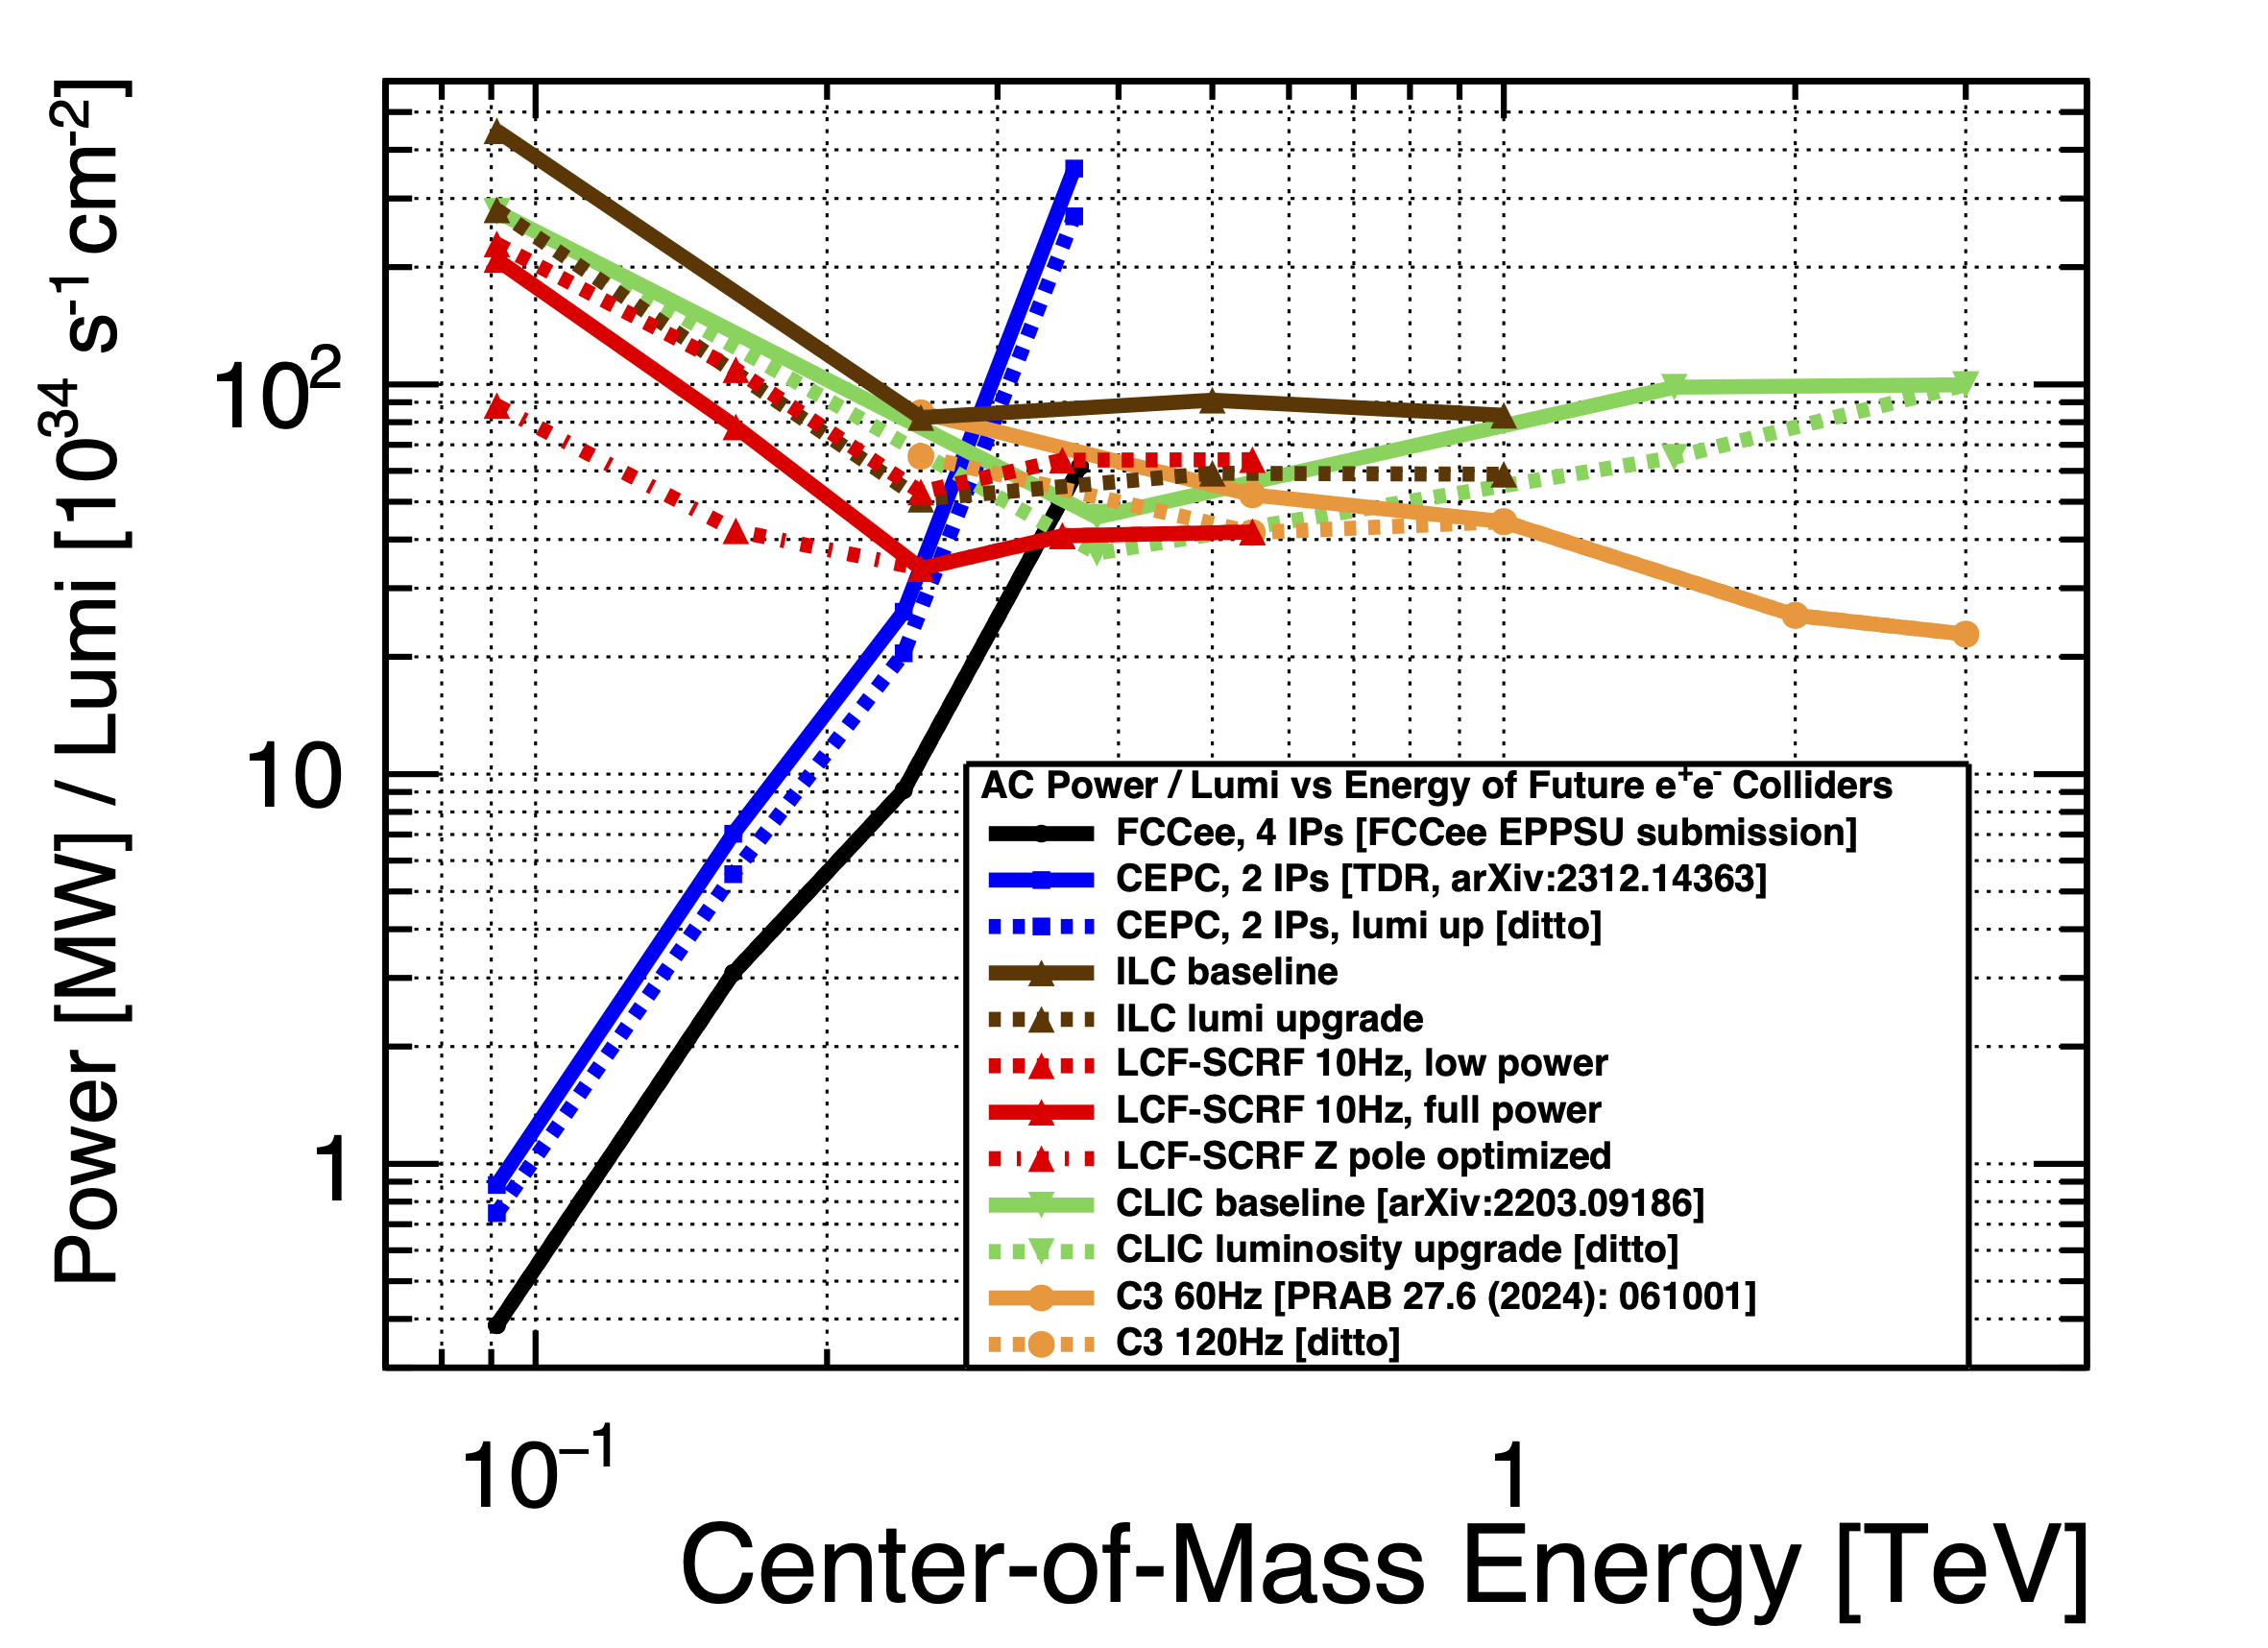 Power [MW] / Lumi [10³⁴ s⁻¹ cm⁻²]
10²
10
1
AC Power / Lumi vs Energy of Future e⁺e⁻ Colliders
FCCee, 4 IPs [FCCee EPPSU submission]
CEPC, 2 IPs [TDR, arXiv:2312.14363]
CEPC, 2 IPs, lumi up [ditto]
ILC baseline
ILC lumi upgrade
LCF-SCRF 10Hz, low power
LCF-SCRF 10Hz, full power
LCF-SCRF Z pole optimized
CLIC baseline [arXiv:2203.09186]
CLIC luminosity upgrade [ditto]
C3 60Hz [PRAB 27.6 (2024): 061001]
C3 120Hz [ditto]
10⁻¹
1
Center-of-Mass Energy [TeV]